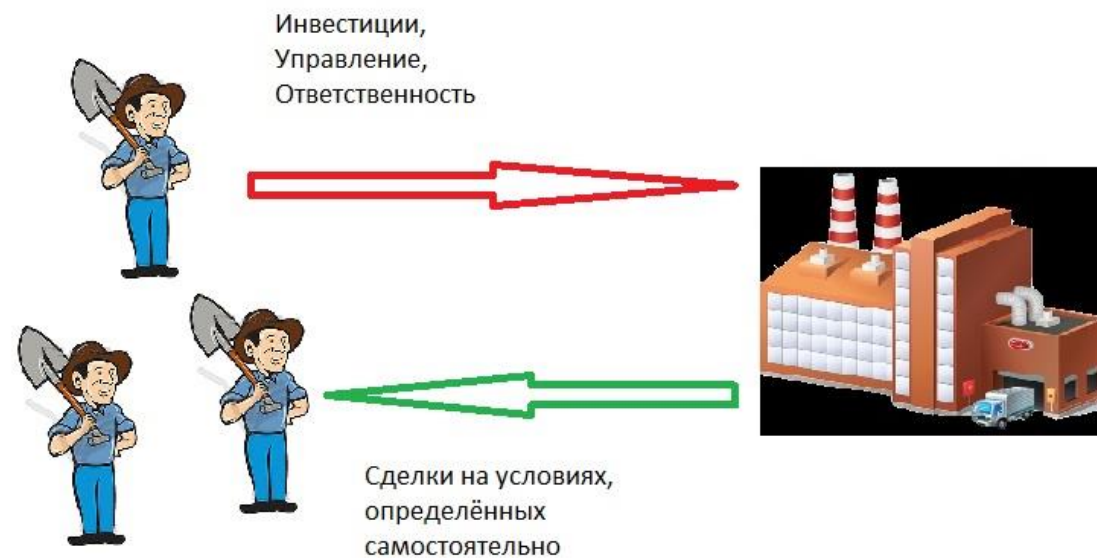 Инвестиции,
Управление,
Ответственность
Сделки на условиях,
определённых
самостоятельно